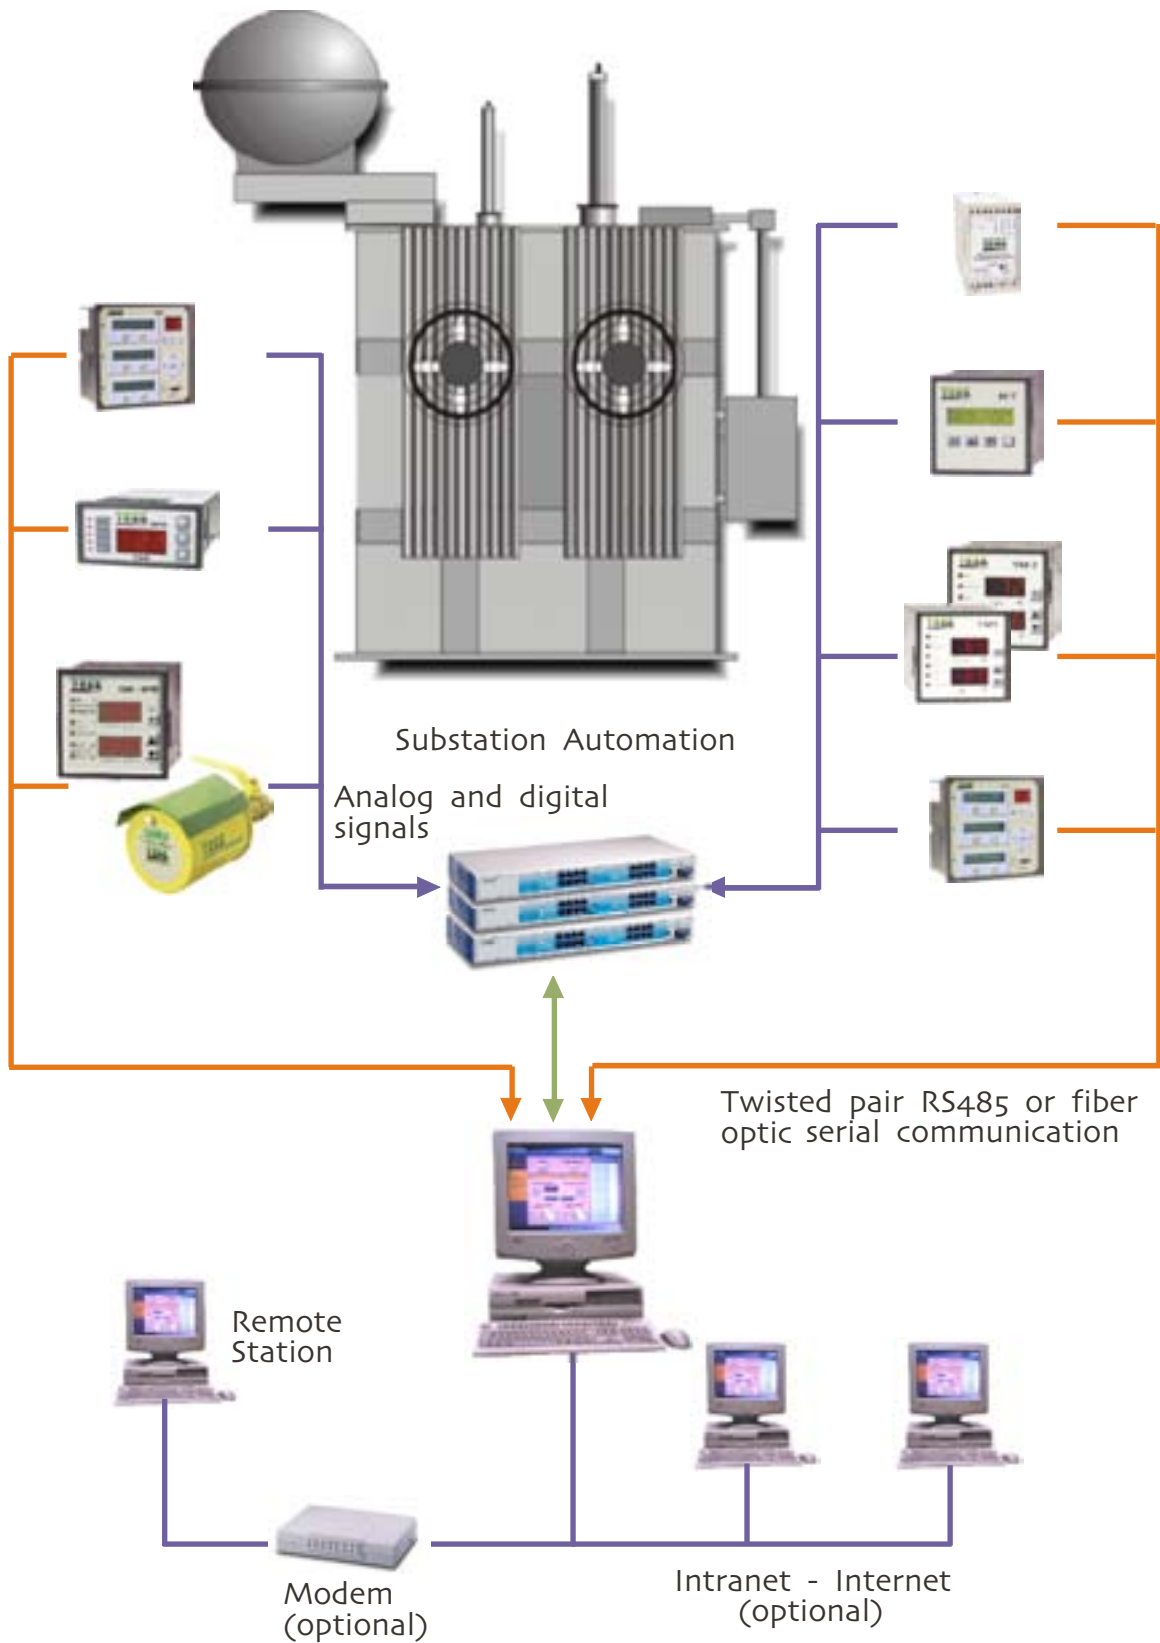 Substation Automation
Analog and digital
signals
Twisted pair RS485 or fiber
optic serial communication
Remote
Station
Modem
(optional)
Intranet - Internet
(optional)